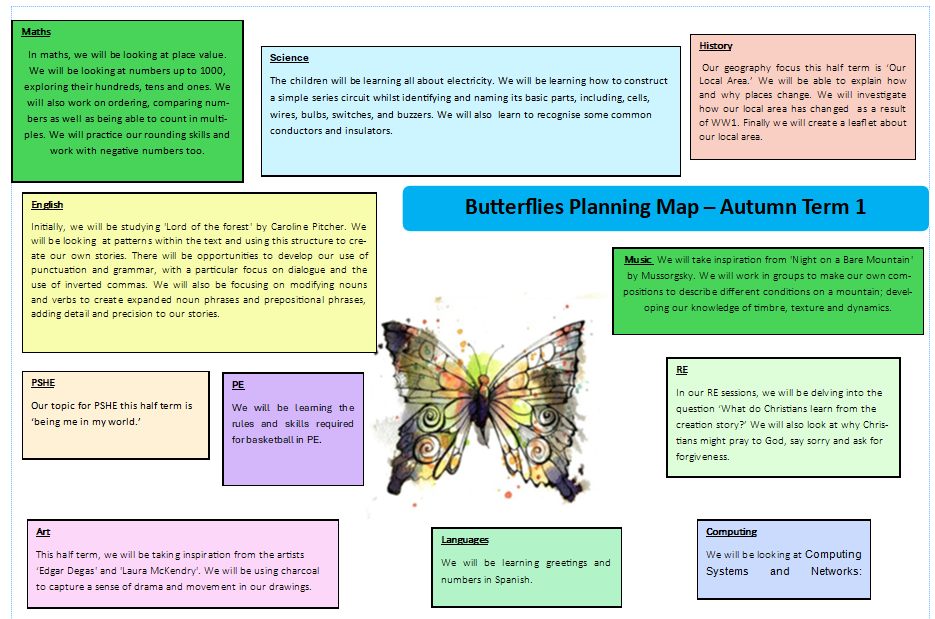 Maths
In maths, we will be looking at place value.
We will be looking at numbers up to 1000,
exploring their hundreds, tens and ones. We
will also work on ordering, comparing num-
bers as well as being able to count in multi-
ples. We will practice our rounding skills and
work with negative numbers too.
Science
The children will be learning all about electricity. We will be learning how to construct
a simple series circuit whilst identifying and naming its basic parts, including, cells,
wires, bulbs, switches, and buzzers. We will also learn to recognise some common
conductors and insulators.
History
Our geography focus this half term is ‘Our
Local Area.’ We will be able to explain how
and why places change. We will investigate
how our local area has changed as a result
of WW1. Finally we will create a leaflet about
our local area.
Butterflies Planning Map – Autumn Term 1
English
Initially, we will be studying ‘Lord of the forest’ by Caroline Pitcher. We
will be looking at patterns within the text and using this structure to cre-
ate our own stories. There will be opportunities to develop our use of
punctuation and grammar, with a particular focus on dialogue and the
use of inverted commas. We will also be focusing on modifying nouns
and verbs to create expanded noun phrases and prepositional phrases,
adding detail and precision to our stories.
Music We will take inspiration from ‘Night on a Bare Mountain’
by Mussorgsky. We will work in groups to make our own com-
positions to describe different conditions on a mountain; devel-
oping our knowledge of timbre, texture and dynamics.
PSHE
Our topic for PSHE this half term is
‘being me in my world.’
PE
We will be learning the
rules and skills required
for basketball in PE.
RE
In our RE sessions, we will be delving into the
question ‘What do Christians learn from the
creation story?’ We will also look at why Chris-
tians might pray to God, say sorry and ask for
forgiveness.
Art
This half term, we will be taking inspiration from the artists
‘Edgar Degas’ and ‘Laura McKendry’. We will be using charcoal
to capture a sense of drama and movement in our drawings.
Languages
We will be learning greetings and
numbers in Spanish.
Computing
We will be looking at Computing
Systems and Networks: